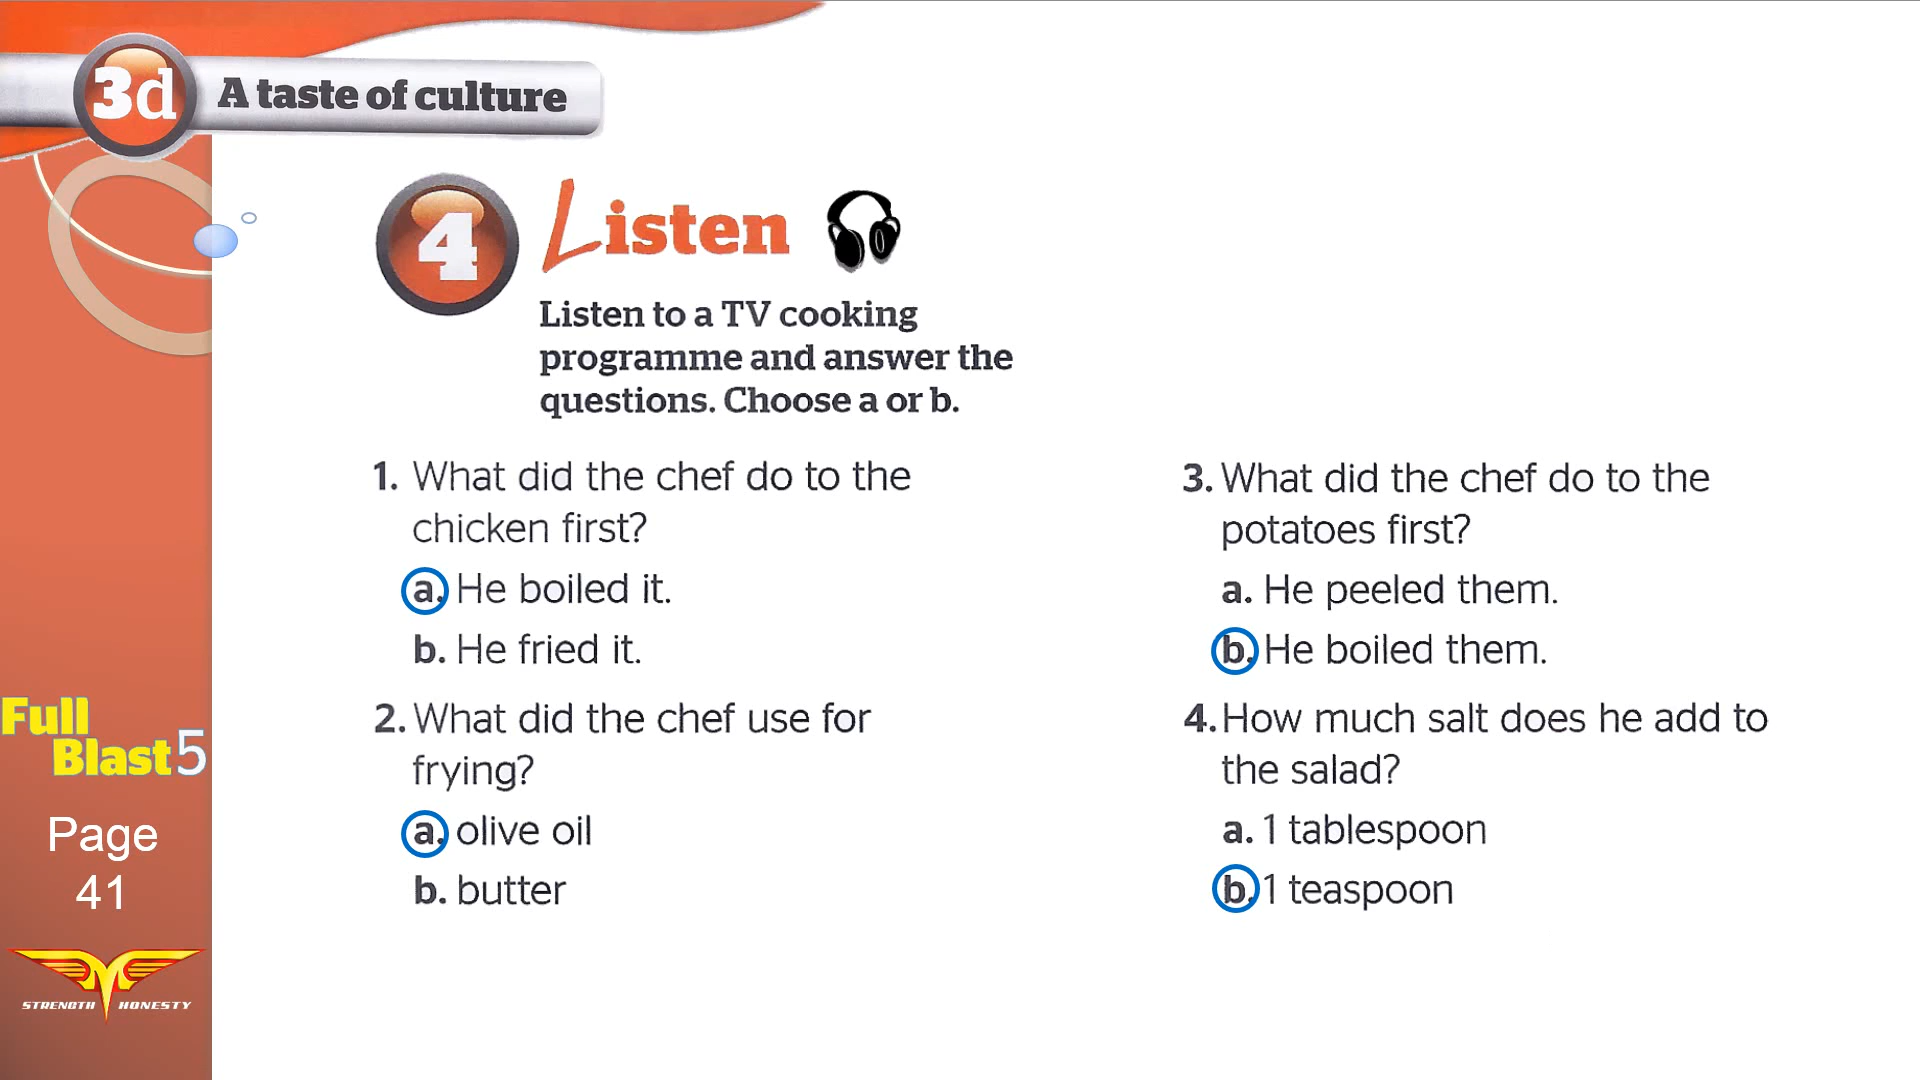 3d A taste of culture
4 Listen
Listen to a TV cooking
programme and answer the
questions. Choose a or b.
1. What did the chef do to the
chicken first?
a. He boiled it.
b. He fried it.
2. What did the chef use for
frying?
a. olive oil
b. butter
3. What did the chef do to the
potatoes first?
a. He peeled them.
b. He boiled them.
4. How much salt does he add to
the salad?
a. 1 tablespoon
b. 1 teaspoon
Full
Blast 5
Page
41
STRENGTH HONESTY